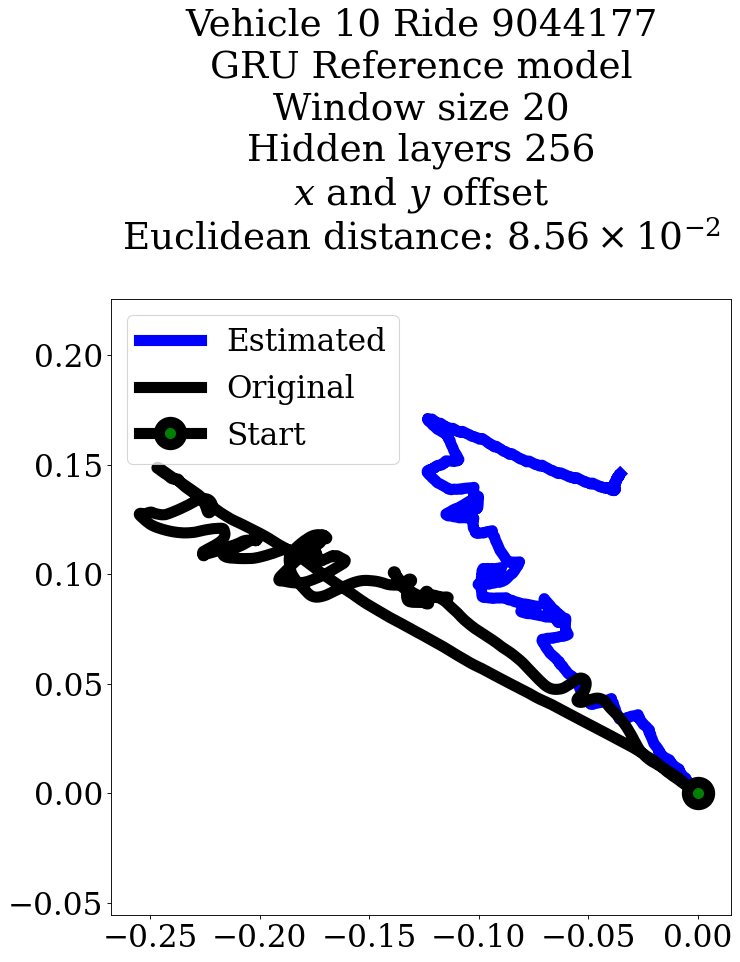 Vehicle 10 Ride 9044177
GRU Reference model
Window size 20
Hidden layers 256
x and y offset
Euclidean distance: 8.56 × 10⁻²
Estimated
Original
Start
0.20
0.15
0.10
0.05
0.00
−0.05
−0.25 −0.20 −0.15 −0.10 −0.05 0.00